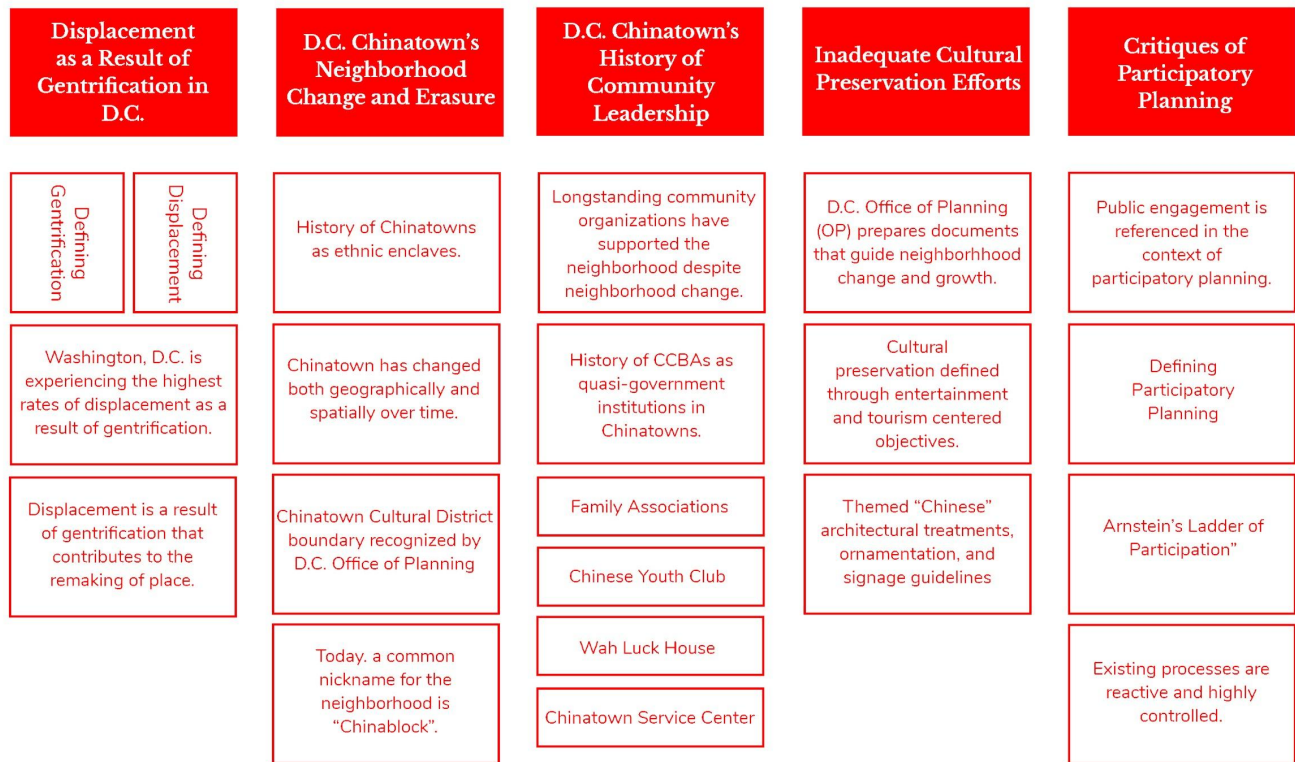 Displacement
as a Result of
Gentrification in
D.C.
Defining
Gentrification
Defining
Displacement
Washington, D.C. is
experiencing the highest
rates of displacement as a
result of gentrification.
Displacement is a result
of gentrification that
contributes to the
remaking of place.
D.C. Chinatown’s
Neighborhood
Change and Erasure
History of Chinatowns
as ethnic enclaves.
Chinatown has changed
both geographically and
spatially over time.
Chinatown Cultural District
boundary recognized by
D.C. Office of Planning
Today. a common
nickname for the
neighborhood is
“Chinablock”.
D.C. Chinatown’s
History of
Community
Leadership
Longstanding community
organizations have
supported the
neighborhood despite
neighborhood change.
History of CCBAs as
quasi-government
institutions in
Chinatowns.
Family Associations
Chinese Youth Club
Wah Luck House
Chinatown Service Center
Inadequate Cultural
Preservation Efforts
D.C. Office of Planning
(OP) prepares documents
that guide neighborhhood
change and growth.
Cultural
preservation defined
through entertainment
and tourism centered
objectives.
Themed “Chinese”
architectural treatments,
ornamentation, and
signage guidelines
Critiques of
Participatory
Planning
Public engagement is
referenced in the
context of
participatory planning.
Defining
Participatory
Planning
Arnstein’s Ladder of
Participation”
Existing processes are
reactive and highly
controlled.